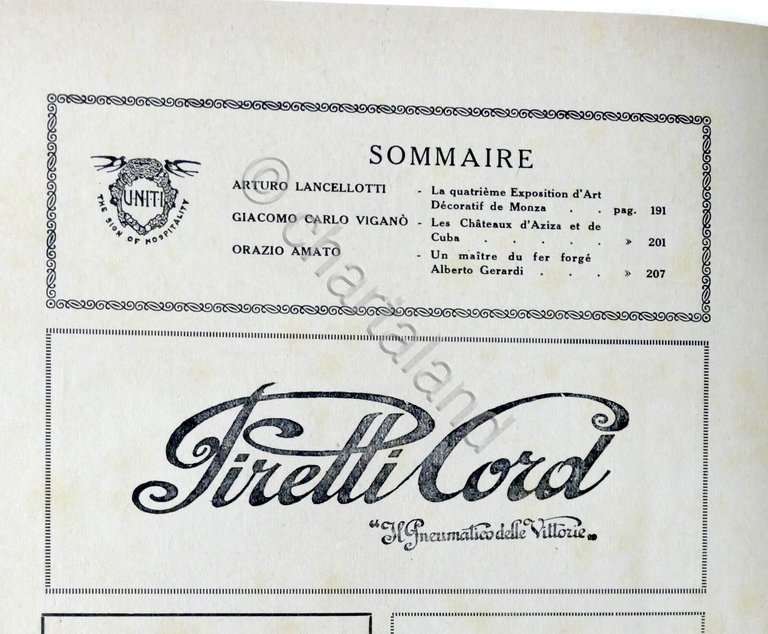 SOMMAIRE
UNITI
THE SIGN OF HOSPITALITY
ARTURO LANCELLOTTI - La quatrième Exposition d'Art
Décoratif de Monza . . pag. 191
GIACOMO CARLO VIGANÒ - Les Châteaux d'Aziza et de
Cuba . . . . . . » 201
ORAZIO AMATO - Un maître du fer forgé
Alberto Gerardi . . . » 207
© chartaland
Pirelli Cord
"Il Pneumatico delle Vittorie„